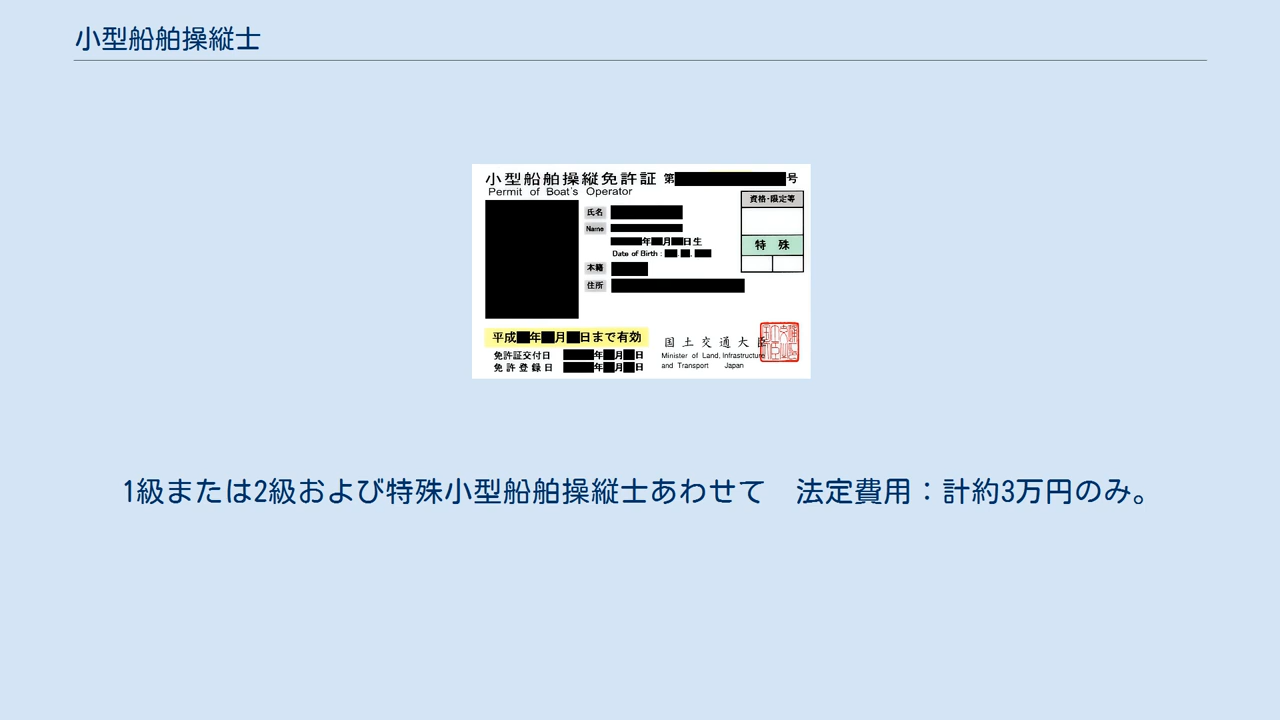 小型船舶操縦士
小型船舶操縦免許証 第 号
Permit of Boat's Operator
資格・限定等
氏名
Name
年 月 日生
Date of Birth : . .
特 殊
本籍
住所
平成 年 月 日まで有効
免許証交付日 年 月 日
免許登録日 年 月 日
国土交通大臣
Minister of Land, Infrastructure
and Transport Japan
1級または2級および特殊小型船舶操縦士あわせて 法定費用：計約3万円のみ。